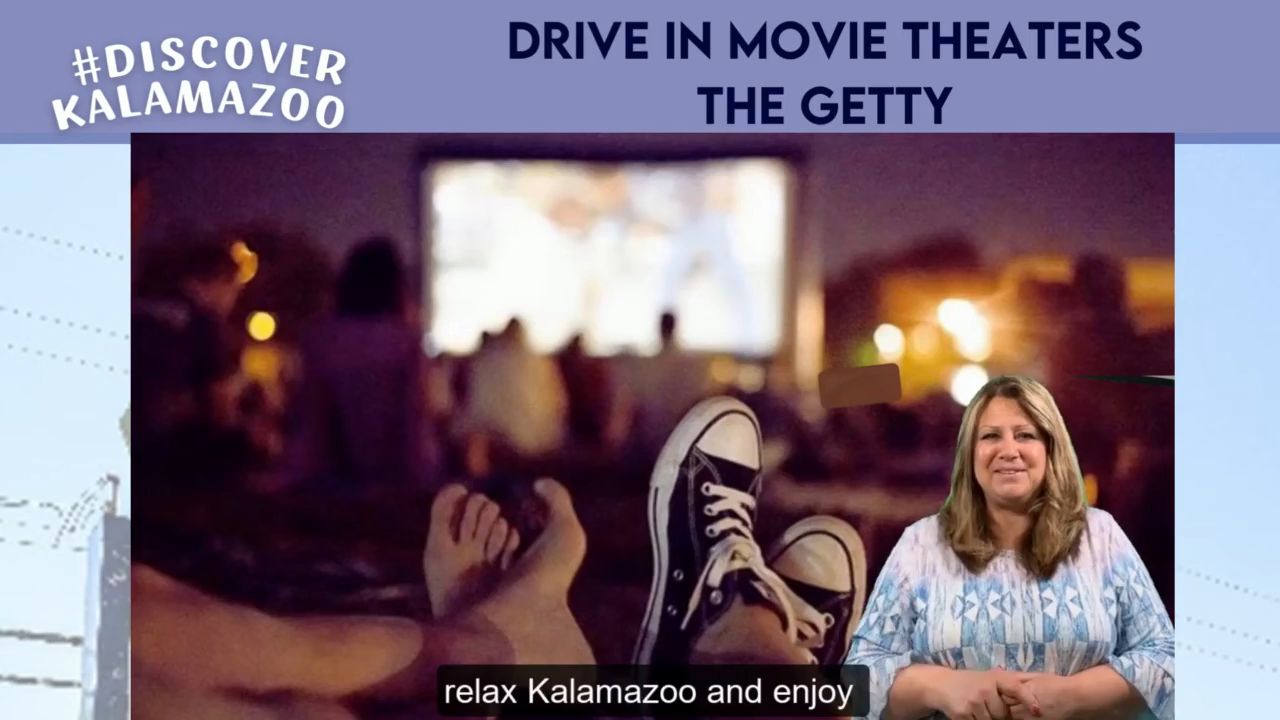 #DISCOVER
KALAMAZOO
DRIVE IN MOVIE THEATERS
THE GETTY
relax Kalamazoo and enjoy